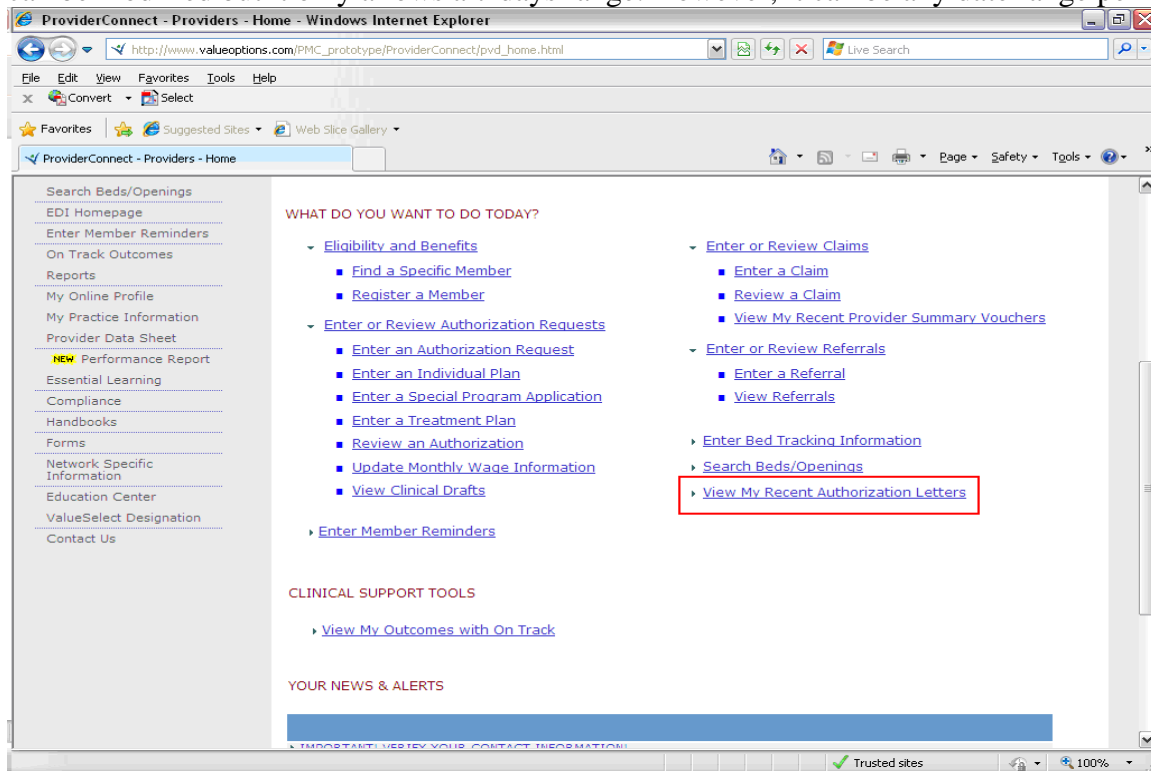 ProviderConnect - Providers - Home - Windows Internet Explorer
http://www.valueoptions.com/PMC_prototype/ProviderConnect/pvd_home.html
Live Search
File Edit View Favorites Tools Help
x Convert Select
Favorites Suggested Sites Web Slice Gallery
ProviderConnect - Providers - Home
Page Safety Tools
Search Beds/Openings
EDI Homepage
Enter Member Reminders
On Track Outcomes
Reports
My Online Profile
My Practice Information
Provider Data Sheet
NEW Performance Report
Essential Learning
Compliance
Handbooks
Forms
Network Specific
Information
Education Center
ValueSelect Designation
Contact Us
WHAT DO YOU WANT TO DO TODAY?
Eligibility and Benefits
Find a Specific Member
Register a Member
Enter or Review Authorization Requests
Enter an Authorization Request
Enter an Individual Plan
Enter a Special Program Application
Enter a Treatment Plan
Review an Authorization
Update Monthly Wage Information
View Clinical Drafts
Enter Member Reminders
Enter or Review Claims
Enter a Claim
Review a Claim
View My Recent Provider Summary Vouchers
Enter or Review Referrals
Enter a Referral
View Referrals
Enter Bed Tracking Information
Search Beds/Openings
View My Recent Authorization Letters
CLINICAL SUPPORT TOOLS
View My Outcomes with On Track
YOUR NEWS & ALERTS
IMPORTANT! VERIFY YOUR CONTACT INFORMATION!
Trusted sites
100%